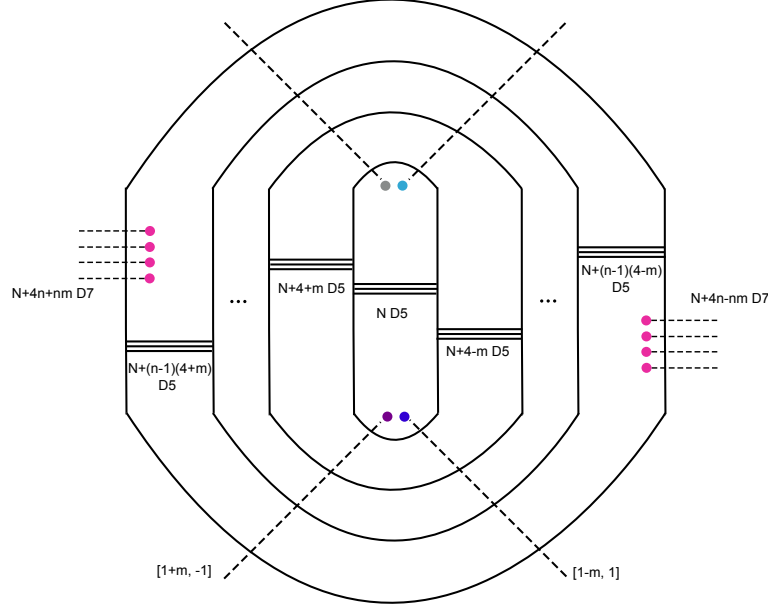 N+(n-1)(4-m)
D5
N+4+m D5
N+4n+nm D7
N+4n-nm D7
...
...
N D5
N+4-m D5
N+(n-1)(4+m)
D5
[1+m, -1]
[1-m, 1]